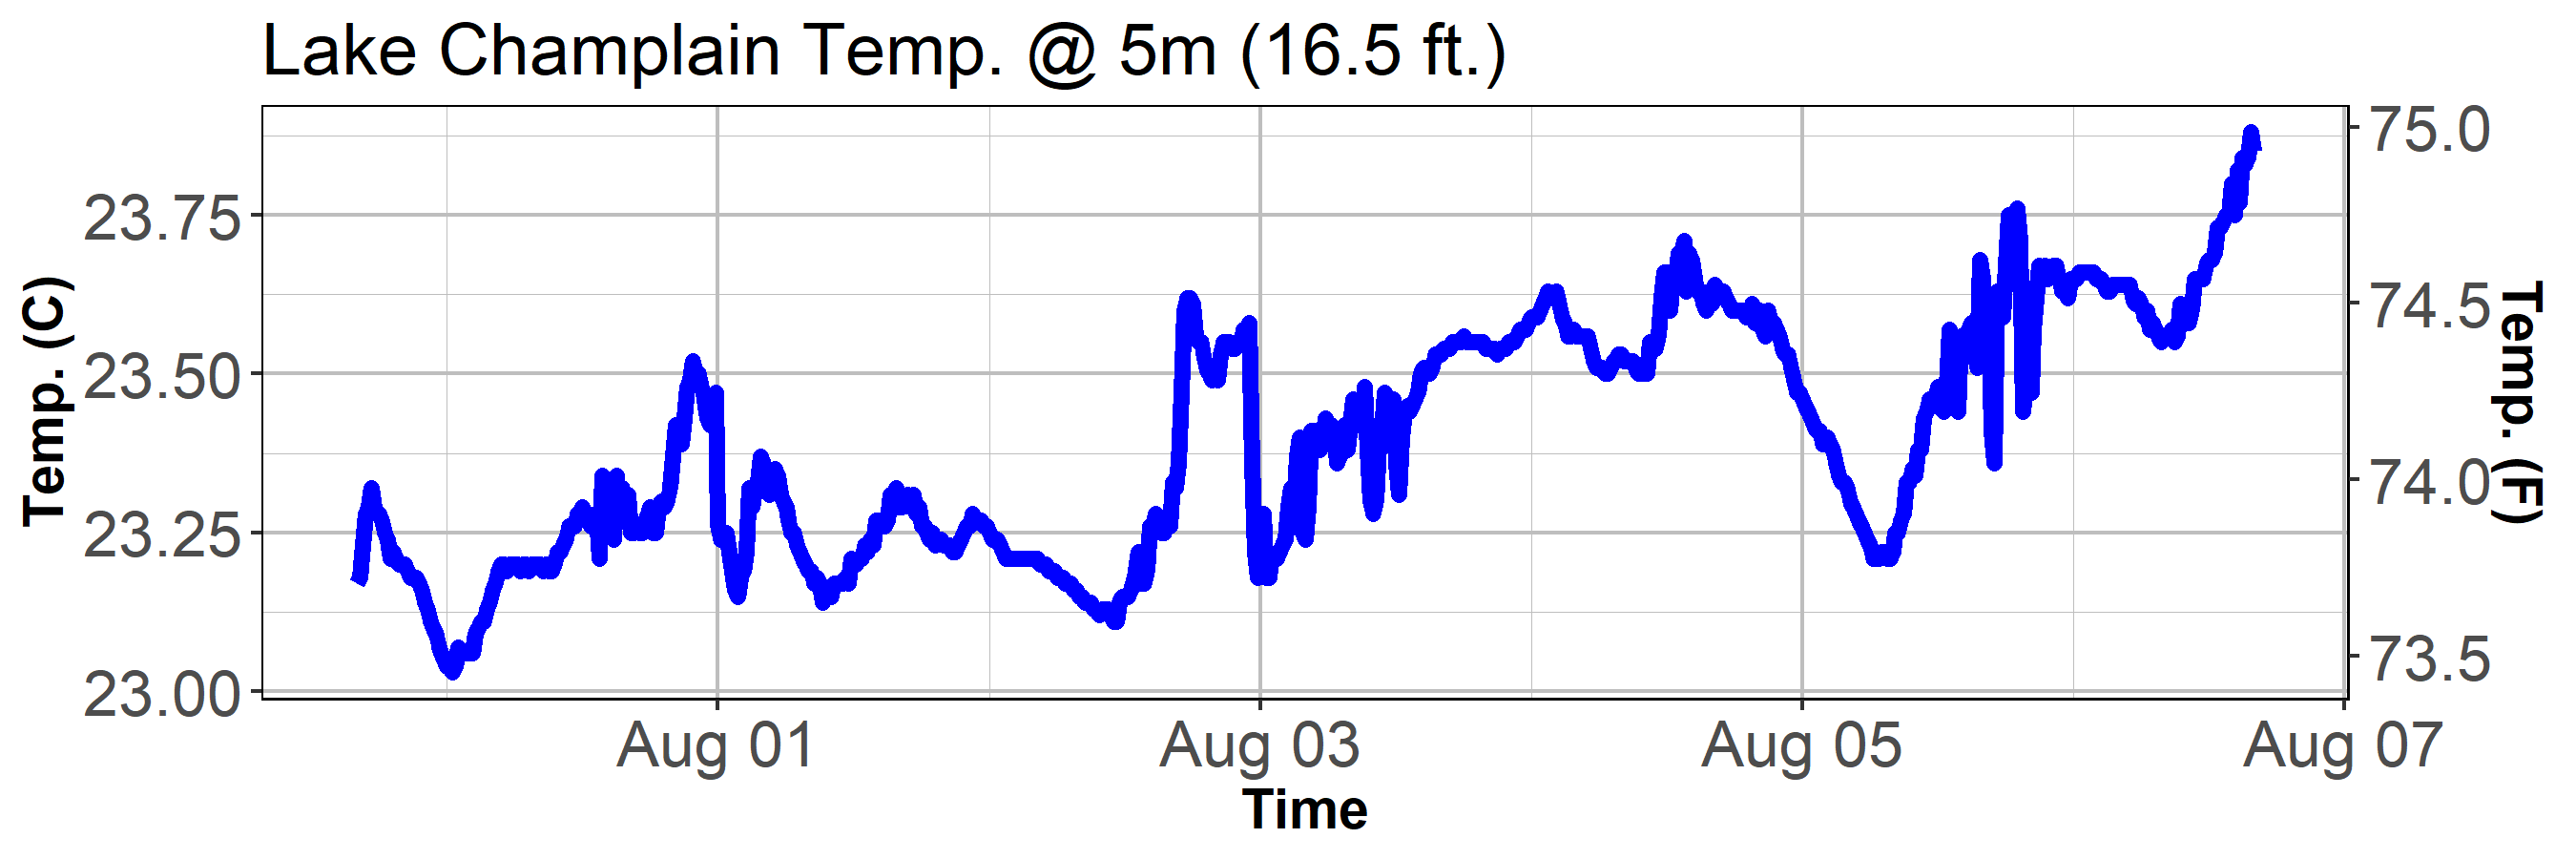 Lake Champlain Temp. @ 5m (16.5 ft.)
Temp. (C)
23.75
23.50
23.25
23.00
75.0
74.5
74.0
73.5
Temp. (F)
Aug 01 Aug 03 Aug 05 Aug 07
Time